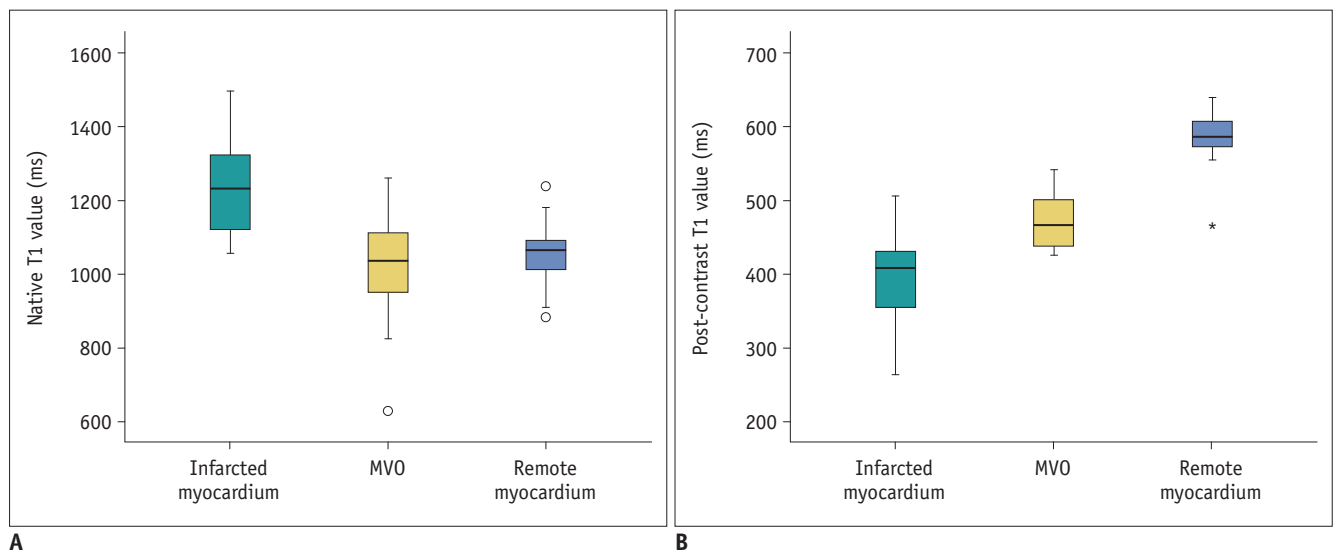 Native T1 value (ms)
1600
1400
1200
1000
800
600
Infarcted
myocardium
MVO
Remote
myocardium
A
Post-contrast T1 value (ms)
700
600
500
400
300
200
*
Infarcted
myocardium
MVO
Remote
myocardium
B